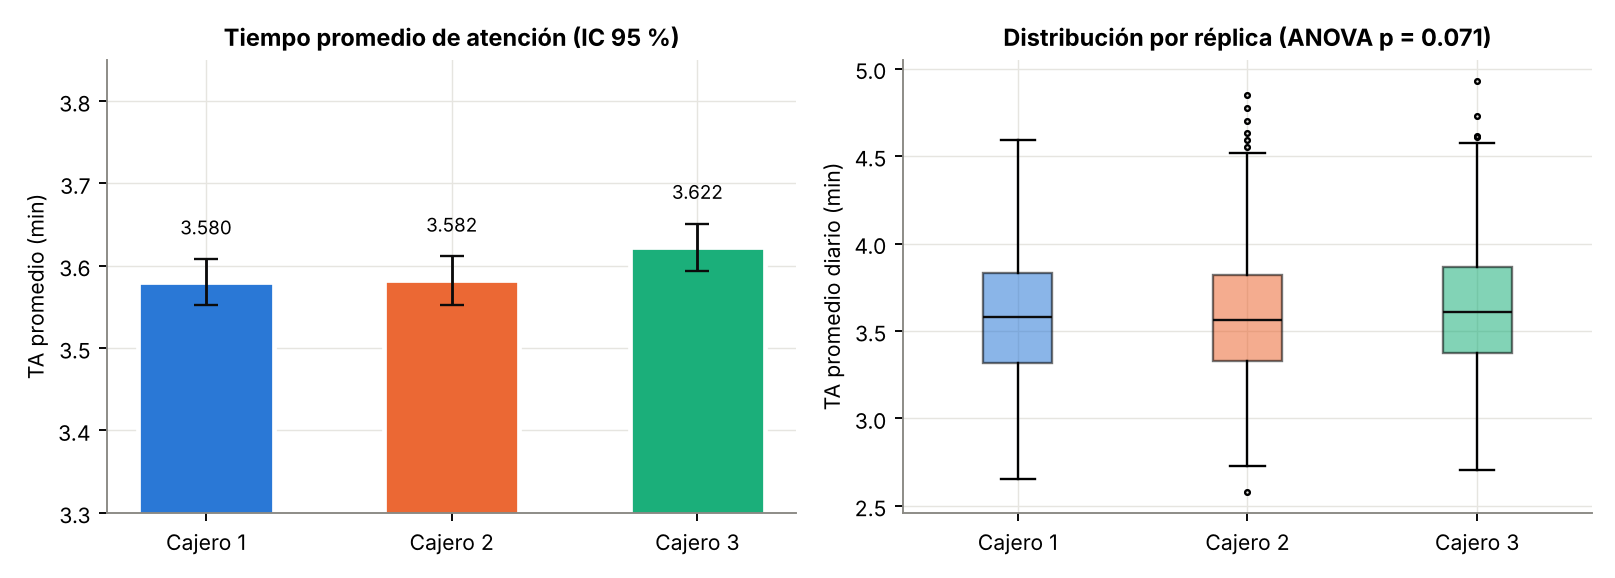 Tiempo promedio de atención (IC 95 %)
TA promedio (min)
3.8
3.7
3.6
3.5
3.4
3.3
3.580
3.582
3.622
Cajero 1
Cajero 2
Cajero 3
Distribución por réplica (ANOVA p = 0.071)
TA promedio diario (min)
5.0
4.5
4.0
3.5
3.0
2.5
Cajero 1
Cajero 2
Cajero 3